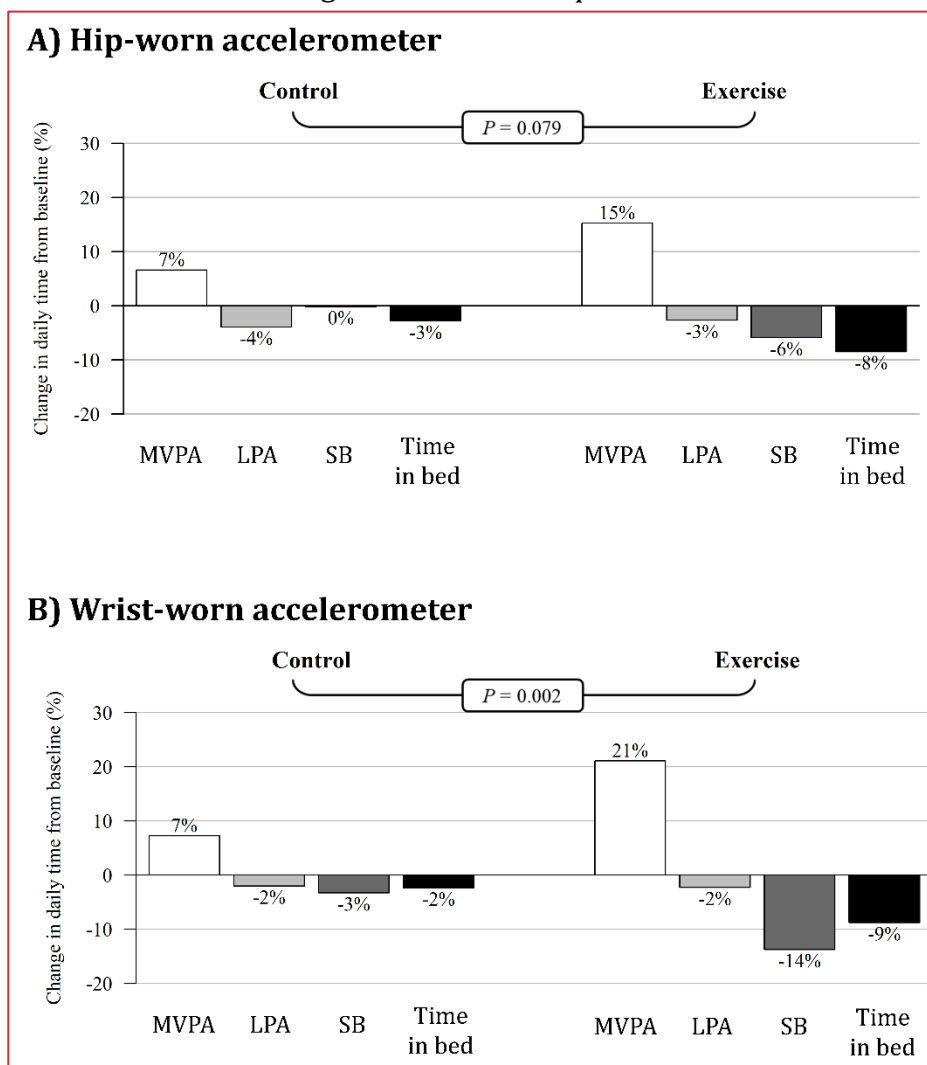 A) Hip-worn accelerometer
Control Exercise
P = 0.079
Change in daily time from baseline (%)
30
20
10
0
-10
-20
7%
-4%
0%
-3%
15%
-3%
-6%
-8%
MVPA LPA SB Time in bed MVPA LPA SB Time in bed
B) Wrist-worn accelerometer
Control Exercise
P = 0.002
Change in daily time from baseline (%)
30
20
10
0
-10
-20
7%
-2%
-3%
-2%
21%
-2%
-14%
-9%
MVPA LPA SB Time in bed MVPA LPA SB Time in bed